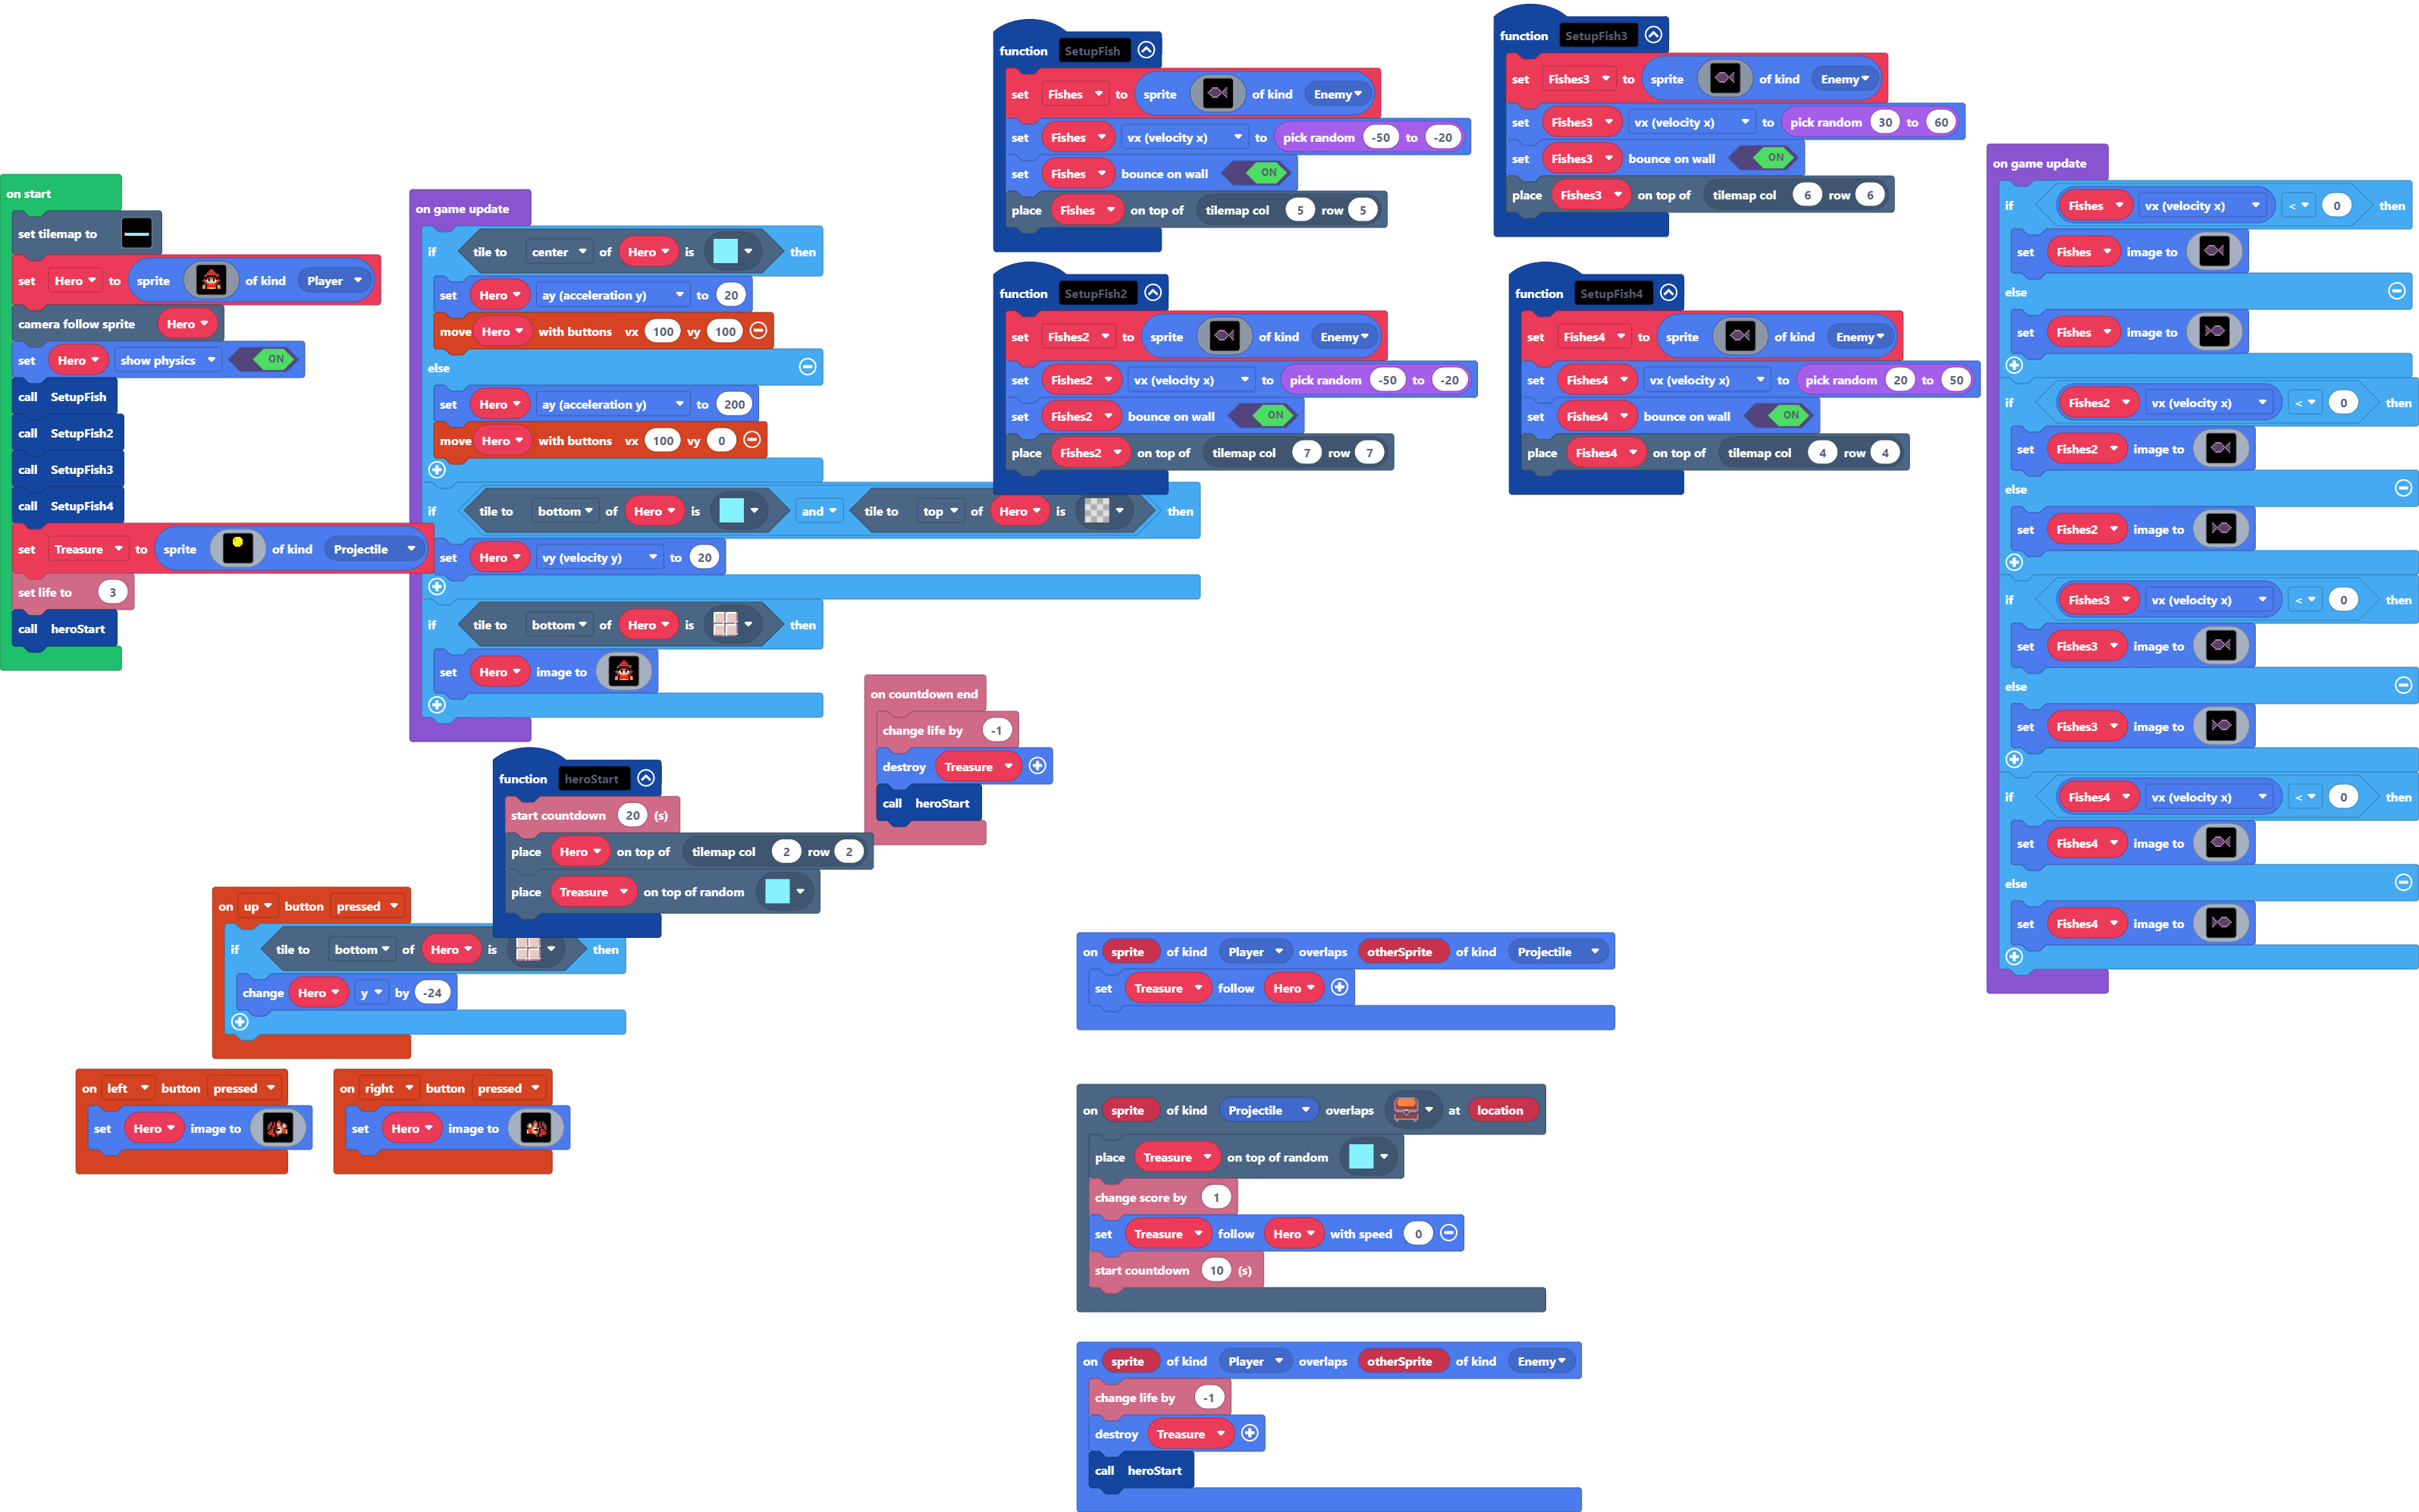 on start
set tilemap to
set Hero to sprite of kind Player
camera follow sprite Hero
set Hero show physics ON
call SetupFish
call SetupFish2
call SetupFish3
call SetupFish4
set Treasure to sprite of kind Projectile
set life to 3
call heroStart
on game update
if tile to center of Hero is then
set Hero ay (acceleration y) to 20
move Hero with buttons vx 100 vy 100
else
set Hero ay (acceleration y) to 200
move Hero with buttons vx 100 vy 0
if tile to bottom of Hero is and tile to top of Hero is then
set Hero vy (velocity y) to 20
if tile to bottom of Hero is then
set Hero image to
function SetupFish
set Fishes to sprite of kind Enemy
set Fishes vx (velocity x) to pick random -50 to -20
set Fishes bounce on wall ON
place Fishes on top of tilemap col 5 row 5
function SetupFish2
set Fishes2 to sprite of kind Enemy
set Fishes2 vx (velocity x) to pick random -50 to -20
set Fishes2 bounce on wall ON
place Fishes2 on top of tilemap col 7 row 7
function SetupFish3
set Fishes3 to sprite of kind Enemy
set Fishes3 vx (velocity x) to pick random 30 to 60
set Fishes3 bounce on wall ON
place Fishes3 on top of tilemap col 6 row 6
function SetupFish4
set Fishes4 to sprite of kind Enemy
set Fishes4 vx (velocity x) to pick random 20 to 50
set Fishes4 bounce on wall ON
place Fishes4 on top of tilemap col 4 row 4
on game update
if Fishes vx (velocity x) < 0 then
set Fishes image to
else
set Fishes image to
if Fishes2 vx (velocity x) < 0 then
set Fishes2 image to
else
set Fishes2 image to
if Fishes3 vx (velocity x) < 0 then
set Fishes3 image to
else
set Fishes3 image to
if Fishes4 vx (velocity x) < 0 then
set Fishes4 image to
else
set Fishes4 image to
on countdown end
change life by -1
destroy Treasure
call heroStart
function heroStart
start countdown 20 (s)
place Hero on top of tilemap col 2 row 2
place Treasure on top of random
on up button pressed
if tile to bottom of Hero is then
change Hero y by -24
on left button pressed
set Hero image to
on right button pressed
set Hero image to
on sprite of kind Player overlaps otherSprite of kind Projectile
set Treasure follow Hero
on sprite of kind Projectile overlaps at location
place Treasure on top of random
change score by 1
set Treasure follow Hero with speed 0
start countdown 10 (s)
on sprite of kind Player overlaps otherSprite of kind Enemy
change life by -1
destroy Treasure
call heroStart